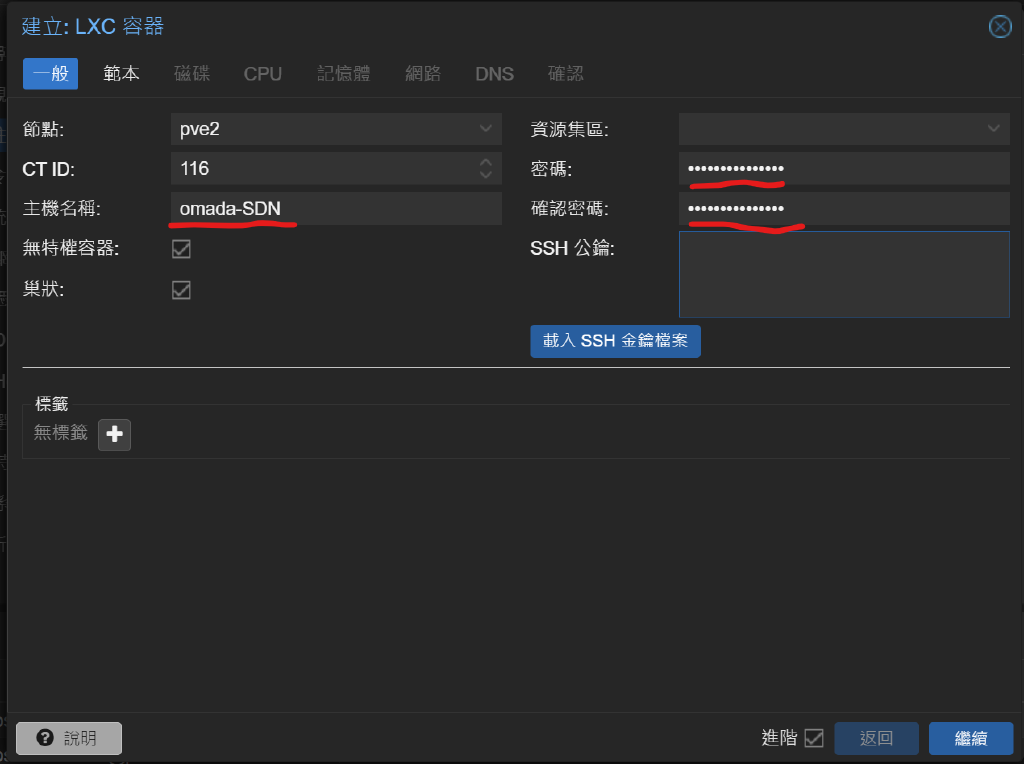 建立: LXC 容器
一般 範本 磁碟 CPU 記憶體 網路 DNS 確認
節點: pve2
CT ID: 116
主機名稱: omada-SDN
無特權容器:
巢狀:
資源集區:
密碼: •••••••••••••••
確認密碼: •••••••••••••••
SSH 公鑰:
載入 SSH 金鑰檔案
標籤
無標籤
說明
進階 返回 繼續